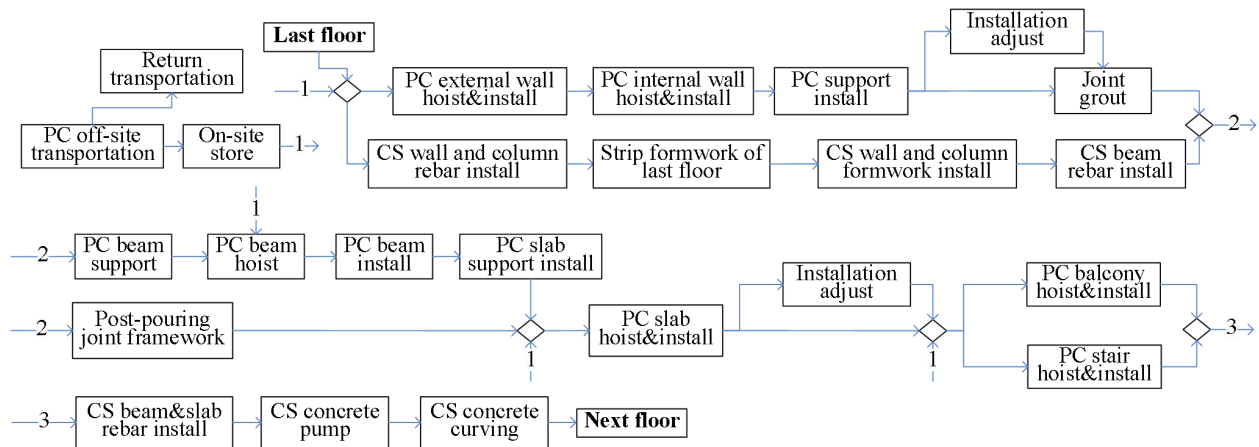 Last floor
Return
transportation
PC off-site
transportation
On-site
store
1
1
PC external wall
hoist&install
PC internal wall
hoist&install
PC support
install
Installation
adjust
Joint
grout
2
CS wall and column
rebar install
Strip formwork of
last floor
CS wall and column
formwork install
CS beam
rebar install
1
2
PC beam
support
PC beam
hoist
PC beam
install
PC slab
support install
2
Post-pouring
joint framework
1
PC slab
hoist&install
Installation
adjust
1
PC balcony
hoist&install
PC stair
hoist&install
3
3
CS beam&slab
rebar install
CS concrete
pump
CS concrete
curving
Next floor